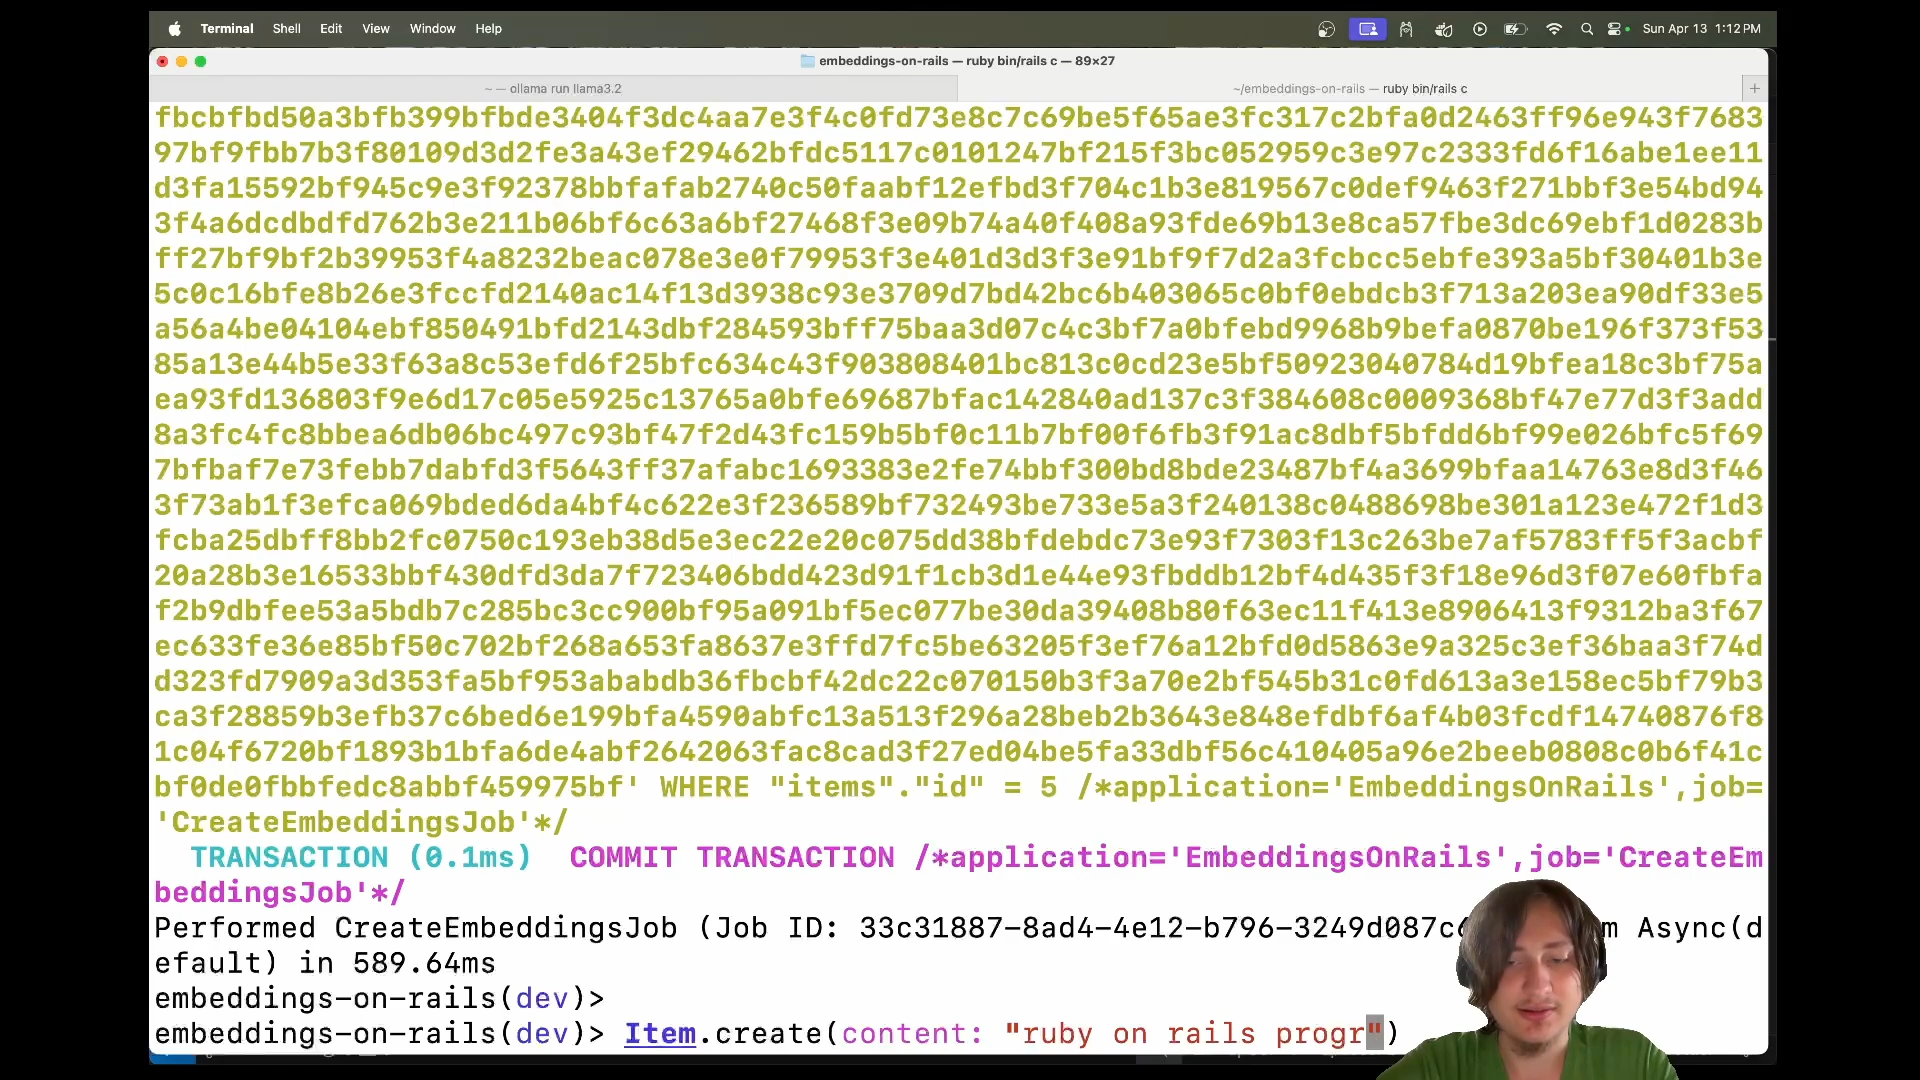 Terminal Shell Edit View Window Help Sun Apr 13 1:12 PM
embeddings-on-rails — ruby bin/rails c — 89×27
~ — ollama run llama3.2 ~/embeddings-on-rails — ruby bin/rails c +
fbcbfbd50a3bfb399bfbde3404f3dc4aa7e3f4c0fd73e8c7c69be5f65ae3fc317c2bfa0d2463ff96e943f7683
97bf9fbb7b3f80109d3d2fe3a43ef29462bfdc5117c0101247bf215f3bc052959c3e97c2333fd6f16abe1ee11
d3fa15592bf945c9e3f92378bbfafab2740c50faabf12efbd3f704c1b3e819567c0def9463f271bbf3e54bd94
3f4a6dcdbdfd762b3e211b06bf6c63a6bf27468f3e09b74a40f408a93fde69b13e8ca57fbe3dc69ebf1d0283b
ff27bf9bf2b39953f4a8232beac078e3e0f79953f3e401d3d3f3e91bf9f7d2a3fcbcc5ebfe393a5bf30401b3e
5c0c16bfe8b26e3fccfd2140ac14f13d3938c93e3709d7bd42bc6b403065c0bf0ebdcb3f713a203ea90df33e5
a56a4be04104ebf850491bfd2143dbf284593bff75baa3d07c4c3bf7a0bfebd9968b9befa0870be196f373f53
85a13e44b5e33f63a8c53efd6f25bfc634c43f903808401bc813c0cd23e5bf50923040784d19bfea18c3bf75a
ea93fd136803f9e6d17c05e5925c13765a0bfe69687bfac142840ad137c3f384608c0009368bf47e77d3f3add
8a3fc4fc8bbea6db06bc497c93bf47f2d43fc159b5bf0c11b7bf00f6fb3f91ac8dbf5bfdd6bf99e026bfc5f69
7bfbaf7e73febb7dabfd3f5643ff37afabc1693383e2fe74bbf300bd8bde23487bf4a3699bfaa14763e8d3f46
3f73ab1f3efca069bded6da4bf4c622e3f236589bf732493be733e5a3f240138c0488698be301a123e472f1d3
fcba25dbff8bb2fc0750c193eb38d5e3ec22e20c075dd38bfdebdc73e93f7303f13c263be7af5783ff5f3acbf
20a28b3e16533bbf430dfd3da7f723406bdd423d91f1cb3d1e44e93fbddb12bf4d435f3f18e96d3f07e60fbfa
f2b9dbfee53a5bdb7c285bc3cc900bf95a091bf5ec077be30da39408b80f63ec11f413e8906413f9312ba3f67
ec633fe36e85bf50c702bf268a653fa8637e3ffd7fc5be63205f3ef76a12bfd0d5863e9a325c3ef36baa3f74d
d323fd7909a3d353fa5bf953ababdb36fbcbf42dc22c070150b3f3a70e2bf545b31c0fd613a3e158ec5bf79b3
ca3f28859b3efb37c6bed6e199bfa4590abfc13a513f296a28beb2b3643e848efdbf6af4b03fcdf14740876f8
1c04f6720bf1893b1bfa6de4abf2642063fac8cad3f27ed04be5fa33dbf56c410405a96e2beeb0808c0b6f41c
bf0de0fbbfedc8abbf459975bf' WHERE "items"."id" = 5 /*application='EmbeddingsOnRails',job=
'CreateEmbeddingsJob'*/
TRANSACTION (0.1ms) COMMIT TRANSACTION /*application='EmbeddingsOnRails',job='CreateEm
beddingsJob'*/
Performed CreateEmbeddingsJob (Job ID: 33c31887-8ad4-4e12-b796-3249d087c m Async(d
efault) in 589.64ms
embeddings-on-rails(dev)>
embeddings-on-rails(dev)> Item.create(content: "ruby on rails progr")